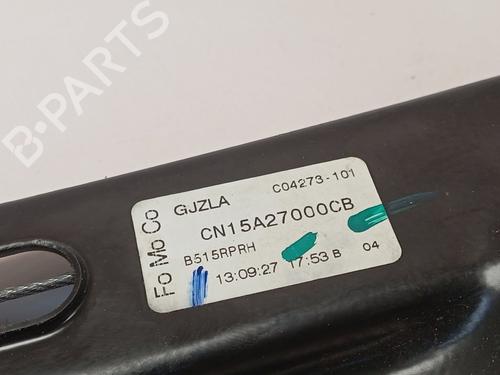 B-PARTS
Fo Mo Co
GJZLA C04273-101
CN15A27000CB
B515RPRH
13:09:27 17:53 B 04